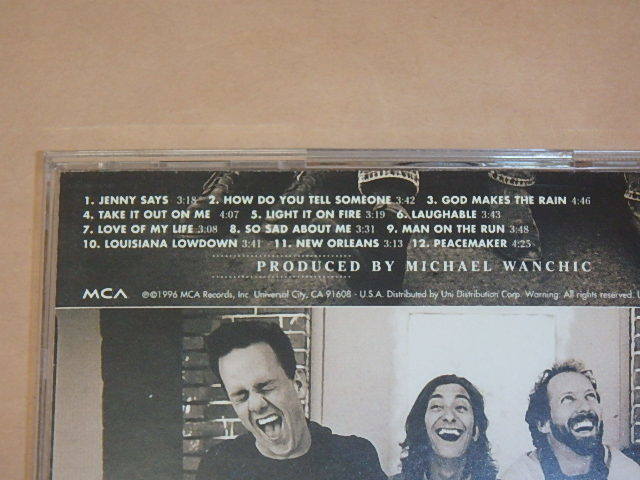 1. JENNY SAYS 3:18 2. HOW DO YOU TELL SOMEONE 3:42 3. GOD MAKES THE RAIN 4:46
4. TAKE IT OUT ON ME 4:07 5. LIGHT IT ON FIRE 3:19 6. LAUGHABLE 3:43
7. LOVE OF MY LIFE 3:08 8. SO SAD ABOUT ME 3:31 9. MAN ON THE RUN 3:48
10. LOUISIANA LOWDOWN 3:41 11. NEW ORLEANS 3:13 12. PEACEMAKER 4:25
PRODUCED BY MICHAEL WANCHIC
MCA ℗©1996 MCA Records, Inc. Universal City, CA 91608 - U.S.A. Distributed by Uni Distribution Corp. Warning: All rights reserved.